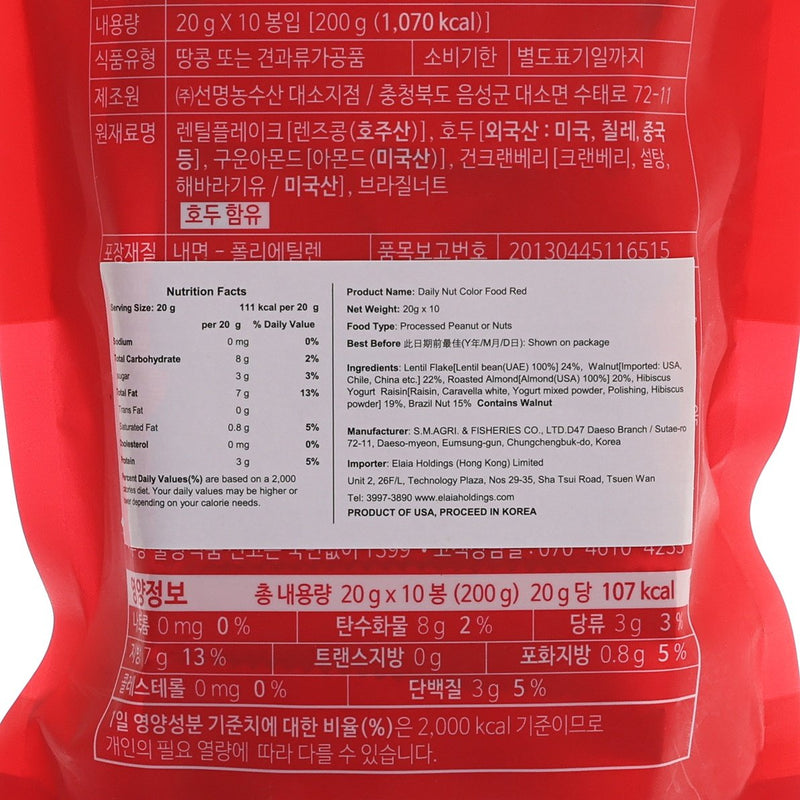 내용량 20 g X 10 봉입 [200 g (1,070 kcal)]
식품유형 땅콩 또는 견과류가공품 소비기한 별도표기일까지
제조원 (주)선명농수산 대소지점 / 충청북도 음성군 대소면 수태로 72-11
원재료명 렌틸플레이크 [렌즈콩(호주산)], 호두 [외국산 : 미국, 칠레, 중국
등], 구운아몬드 [아몬드(미국산)], 건크랜베리 [크랜베리, 설탕,
해바라기유 / 미국산], 브라질너트
호두 함유
포장재질 내면 - 폴리에틸렌 품목보고번호 20130445116515
Nutrition Facts
Serving Size: 20 g 111 kcal per 20 g
per 20 g % Daily Value
Sodium 0 mg 0%
Total Carbohydrate 8 g 2%
sugar 3 g 3%
Total Fat 7 g 13%
Trans Fat 0 g
Saturated Fat 0.8 g 5%
Cholesterol 0 mg 0%
Protein 3 g 5%
Percent Daily Values(%) are based on a 2,000
calories diet. Your daily values may be higher or
lower depending on your calorie needs.
Product Name: Daily Nut Color Food Red
Net Weight: 20g x 10
Food Type: Processed Peanut or Nuts
Best Before 此日期前最佳(Y年/M月/D日): Shown on package
Ingredients: Lentil Flake[Lentil bean(UAE) 100%] 24%, Walnut[Imported: USA,
Chile, China etc.] 22%, Roasted Almond[Almond(USA) 100%] 20%, Hibiscus
Yogurt Raisin[Raisin, Caravella white, Yogurt mixed powder, Polishing, Hibiscus
powder] 19%, Brazil Nut 15% Contains Walnut
Manufacturer: S.M.AGRI. & FISHERIES CO., LTD.D47 Daeso Branch / Sutae-ro
72-11, Daeso-myeon, Eumsung-gun, Chungchengbuk-do, Korea
Importer: Elaia Holdings (Hong Kong) Limited
Unit 2, 26F/L, Technology Plaza, Nos 29-35, Sha Tsui Road, Tsuen Wan
Tel: 3997-3890 www.elaiaholdings.com
PRODUCT OF USA, PROCEED IN KOREA
불량식품 신고는 국번없이 1399 • 고객상담실 : 070-4610-4255
영양정보 총 내용량 20 g x 10 봉 (200 g) 20 g 당 107 kcal
나트륨 0 mg 0 % 탄수화물 8 g 2 % 당류 3 g 3 %
지방 7 g 13 % 트랜스지방 0 g 포화지방 0.8 g 5 %
콜레스테롤 0 mg 0 % 단백질 3 g 5 %
1일 영양성분 기준치에 대한 비율(%)은 2,000 kcal 기준이므로
개인의 필요 열량에 따라 다를 수 있습니다.